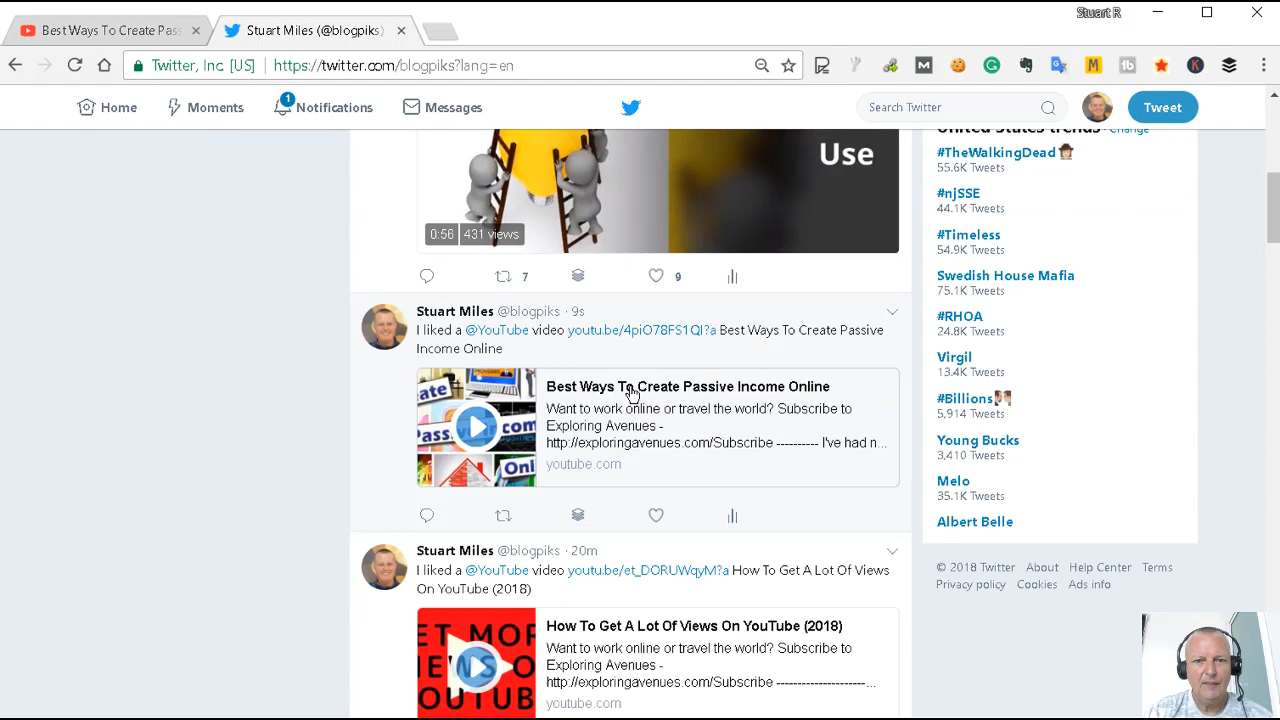 Stuart R
Best Ways To Create Pass
Stuart Miles (@blogpiks)
Twitter, Inc. [US]
https://twitter.com/blogpiks?lang=en
Home
Moments
1
Notifications
Messages
Search Twitter
Tweet
Use
0:56
431 views
7
9
Stuart Miles @blogpiks · 9s
I liked a @YouTube video youtu.be/4piO78FS1QI?a Best Ways To Create Passive
Income Online
Best Ways To Create Passive Income Online
Want to work online or travel the world? Subscribe to
Exploring Avenues -
http://exploringavenues.com/Subscribe ---------- I've had n...
youtube.com
Stuart Miles @blogpiks · 20m
I liked a @YouTube video youtu.be/et_DORUWqyM?a How To Get A Lot Of Views
On YouTube (2018)
How To Get A Lot Of Views On YouTube (2018)
Want to work online or travel the world? Subscribe to
Exploring Avenues -
http://exploringavenues.com/Subscribe ---------------------...
youtube.com
United States trends · Change
#TheWalkingDead
55.6K Tweets
#njSSE
44.1K Tweets
#Timeless
54.9K Tweets
Swedish House Mafia
75.1K Tweets
#RHOA
24.8K Tweets
Virgil
13.4K Tweets
#Billions
5,914 Tweets
Young Bucks
3,410 Tweets
Melo
35.1K Tweets
Albert Belle
© 2018 Twitter About Help Center Terms
Privacy policy Cookies Ads info